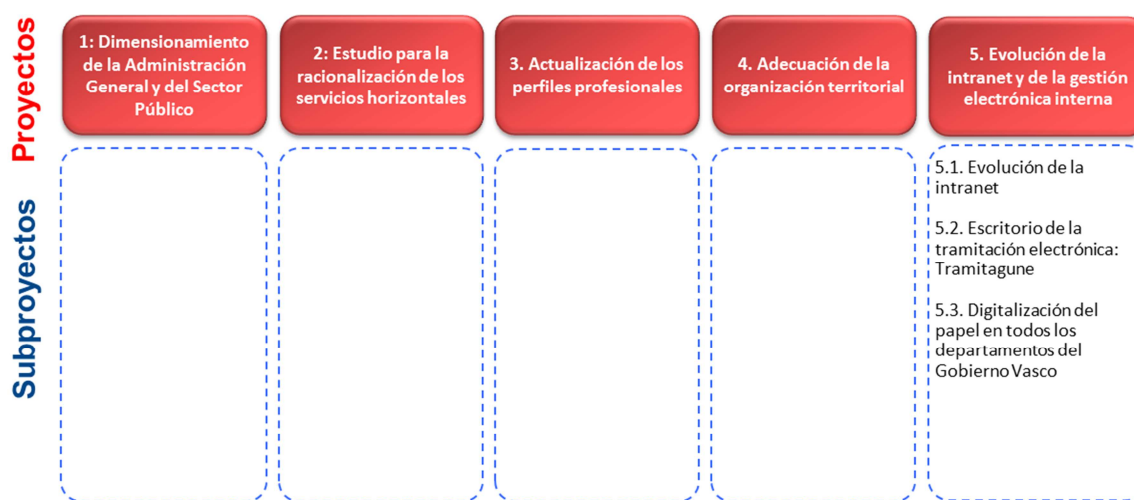 Proyectos
1: Dimensionamiento
de la Administración
General y del Sector
Público
2: Estudio para la
racionalización de los
servicios horizontales
3. Actualización de los
perfiles profesionales
4. Adecuación de la
organización territorial
5. Evolución de la
intranet y de la gestión
electrónica interna
Subproyectos
5.1. Evolución de la
intranet
5.2. Escritorio de la
tramitación electrónica:
Tramitagune
5.3. Digitalización del
papel en todos los
departamentos del
Gobierno Vasco